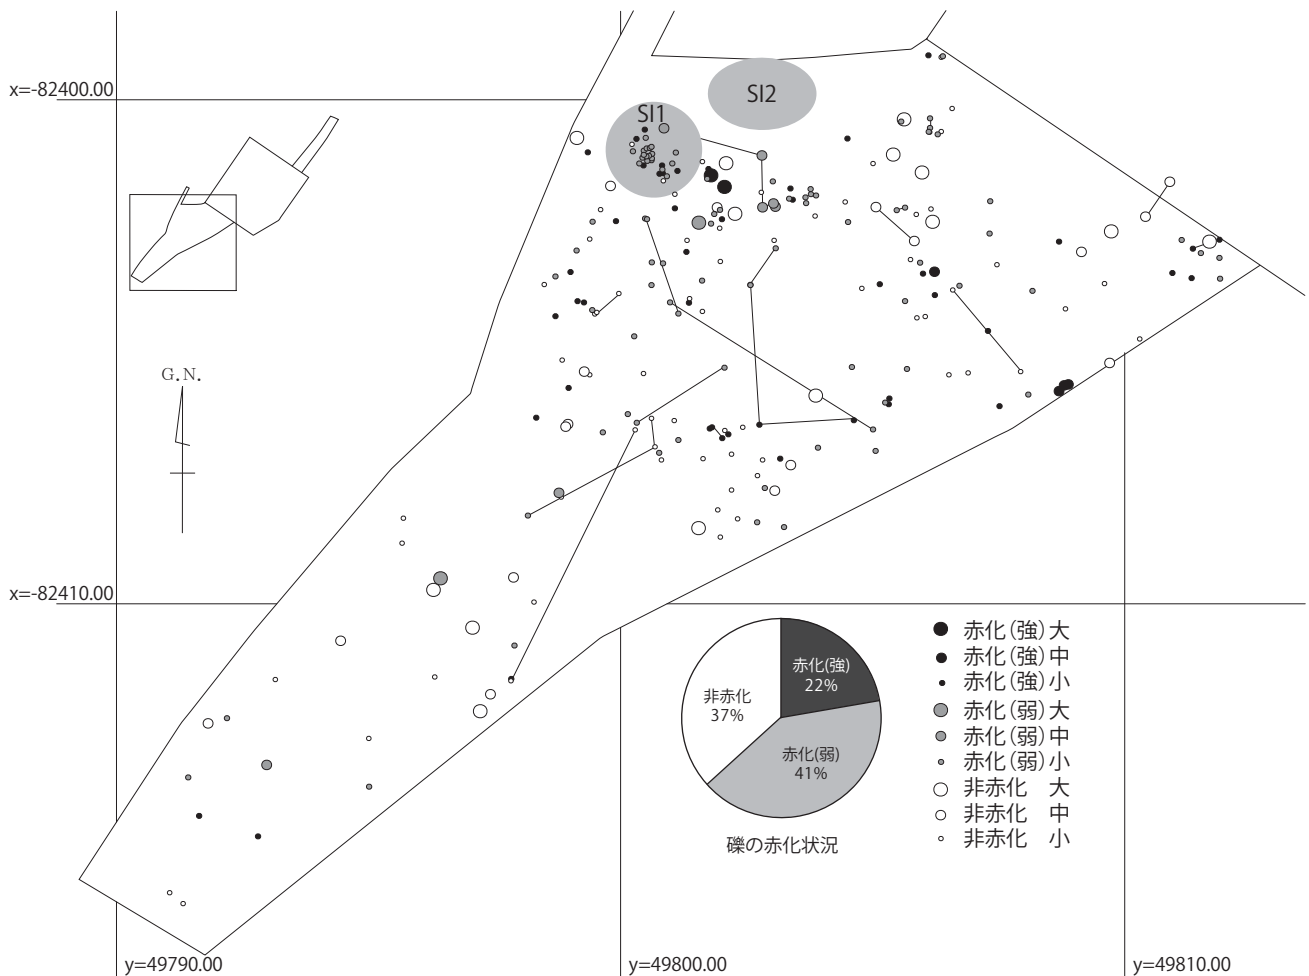 x=-82400.00
SI2
SI1
G.N.
x=-82410.00
赤化(強)
22%
非赤化
37%
赤化(弱)
41%
礫の赤化状況
赤化（強）大
赤化（強）中
赤化（強）小
赤化（弱）大
赤化（弱）中
赤化（弱）小
非赤化　大
非赤化　中
非赤化　小
y=49790.00
y=49800.00
y=49810.00